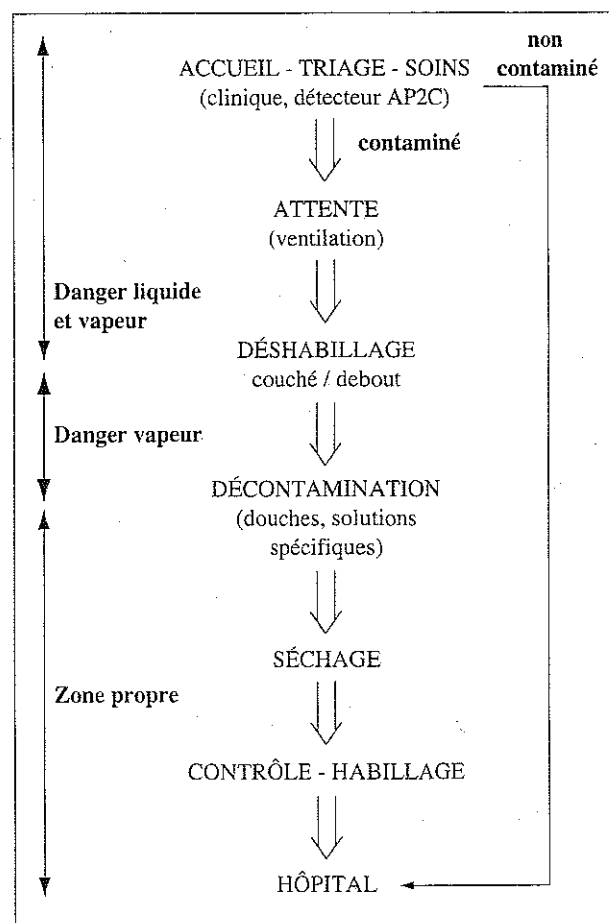 non
contaminé
ACCUEIL - TRIAGE - SOINS
(clinique, détecteur AP2C)
contaminé
ATTENTE
(ventilation)
Danger liquide
et vapeur
DÉSHABILLAGE
couché / debout
Danger vapeur
DÉCONTAMINATION
(douches, solutions
spécifiques)
SÉCHAGE
Zone propre
CONTRÔLE - HABILLAGE
HÔPITAL